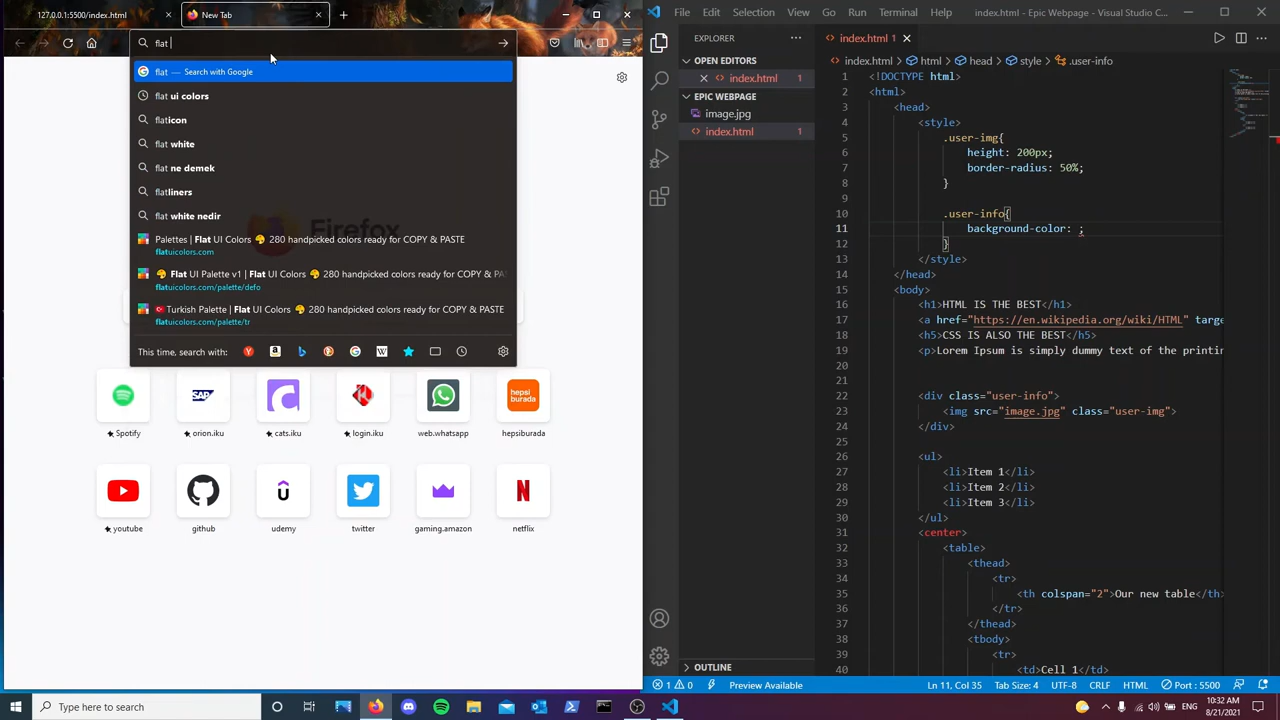 127.0.0.1:5500/index.html
New Tab
flat
flat — Search with Google
flat ui colors
flaticon
flat white
flat ne demek
flatliners
flat white nedir
Palettes | Flat UI Colors 280 handpicked colors ready for COPY & PASTE
flatuicolors.com
Flat UI Palette v1 | Flat UI Colors 280 handpicked colors ready for COPY & PA
flatuicolors.com/palette/defo
Turkish Palette | Flat UI Colors 280 handpicked colors ready for COPY & PASTE
flatuicolors.com/palette/tr
This time, search with:
Firefox
Spotify
orion.iku
cats.iku
login.iku
web.whatsapp
hepsiburada
youtube
github
udemy
twitter
gaming.amazon
netflix
File Edit Selection View Go Run Terminal Help index.html - Epic Webpage - Visual Studio C...
EXPLORER
OPEN EDITORS
index.html 1
EPIC WEBPAGE
image.jpg
index.html 1
OUTLINE
index.html
index.html > html > head > style > .user-info
1 <!DOCTYPE html>
2 <html>
3 <head>
4 <style>
5 .user-img{
6 height: 200px;
7 border-radius: 50%;
8 }
9
10 .user-info{
11 background-color: ;
12 }
13 </style>
14 </head>
15 <body>
16 <h1>HTML IS THE BEST</h1>
17 <a href="https://en.wikipedia.org/wiki/HTML" targe
18 <h5>CSS IS ALSO THE BEST</h5>
19 <p>Lorem Ipsum is simply dummy text of the printin
20
21
22 <div class="user-info">
23 <img src="image.jpg" class="user-img">
24 </div>
25
26 <ul>
27 <li>Item 1</li>
28 <li>Item 2</li>
29 <li>Item 3</li>
30 </ul>
31 <center>
32 <table>
33 <thead>
34 <tr>
35 <th colspan="2">Our new table</th>
36 </tr>
37 </thead>
38 <tbody>
39 <tr>
40 <td>Cell 1</td>
1 0 Preview Available Ln 11, Col 35 Tab Size: 4 UTF-8 CRLF HTML Port : 5500
Type here to search
ENG
10:32 AM
8/21/2021